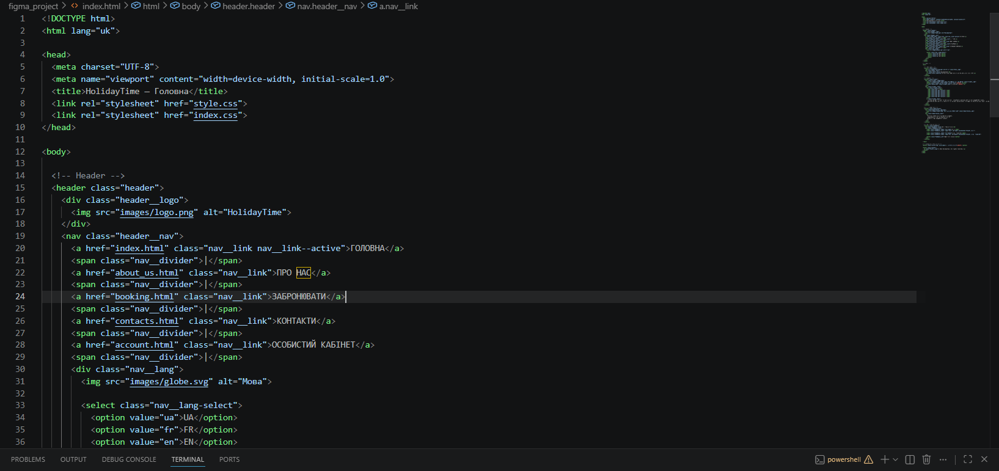 figma_project > index.html > html > body > header.header > nav.header__nav > a.nav__link
1 <!DOCTYPE html>
2 <html lang="uk">
3
4 <head>
5 <meta charset="UTF-8">
6 <meta name="viewport" content="width=device-width, initial-scale=1.0">
7 <title>HolidayTime — Головна</title>
8 <link rel="stylesheet" href="style.css">
9 <link rel="stylesheet" href="index.css">
10 </head>
11
12 <body>
13
14 <!-- Header -->
15 <header class="header">
16 <div class="header__logo">
17 <img src="images/logo.png" alt="HolidayTime">
18 </div>
19 <nav class="header__nav">
20 <a href="index.html" class="nav__link nav__link--active">ГОЛОВНА</a>
21 <span class="nav__divider">|</span>
22 <a href="about_us.html" class="nav__link">ПРО НАС</a>
23 <span class="nav__divider">|</span>
24 <a href="booking.html" class="nav__link">ЗАБРОНЮВАТИ</a>
25 <span class="nav__divider">|</span>
26 <a href="contacts.html" class="nav__link">КОНТАКТИ</a>
27 <span class="nav__divider">|</span>
28 <a href="account.html" class="nav__link">ОСОБИСТИЙ КАБІНЕТ</a>
29 <span class="nav__divider">|</span>
30 <div class="nav__lang">
31 <img src="images/globe.svg" alt="Мова">
32
33 <select class="nav__lang-select">
34 <option value="ua">UA</option>
35 <option value="fr">FR</option>
36 <option value="en">EN</option>
PROBLEMS OUTPUT DEBUG CONSOLE TERMINAL PORTS powershell